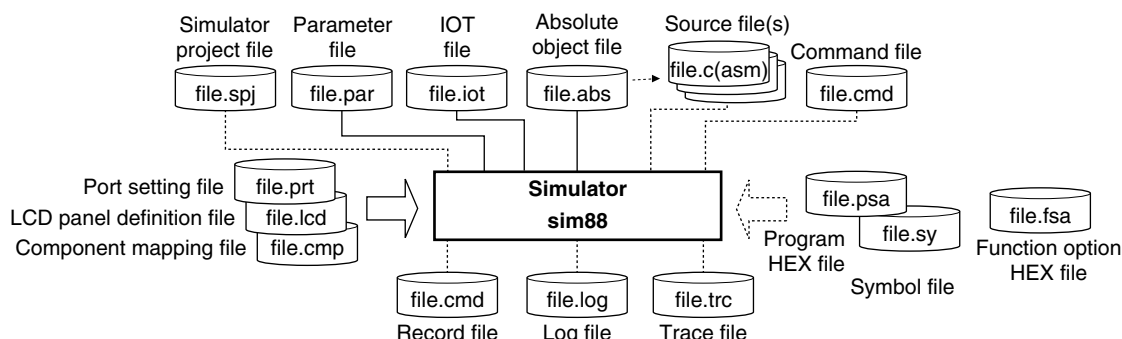 Simulator
project file
Parameter
file
IOT
file
Absolute
object file
Source file(s)
Command file
file.spj
file.par
file.iot
file.abs
file.c(asm)
file.cmd
Port setting file
file.prt
LCD panel definition file
file.lcd
Component mapping file
file.cmp
Simulator
sim88
file.psa
file.sy
file.fsa
Program
HEX file
Symbol file
Function option
HEX file
file.cmd
file.log
file.trc
Record file
Log file
Trace file